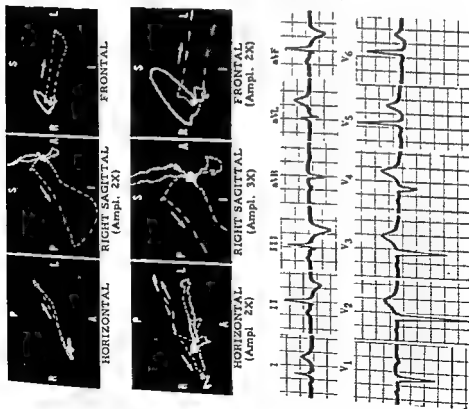 P S S
R L P A R L
A I I
HORIZONTAL RIGHT SAGITTAL FRONTAL
(Ampl. 2X)
P S S
R L P A R L
A I I
HORIZONTAL RIGHT SAGITTAL FRONTAL
(Ampl. 2X) (Ampl. 3X) (Ampl. 2X)
I II III aVR aVL aVF
V1 V2 V3 V4 V5 V6